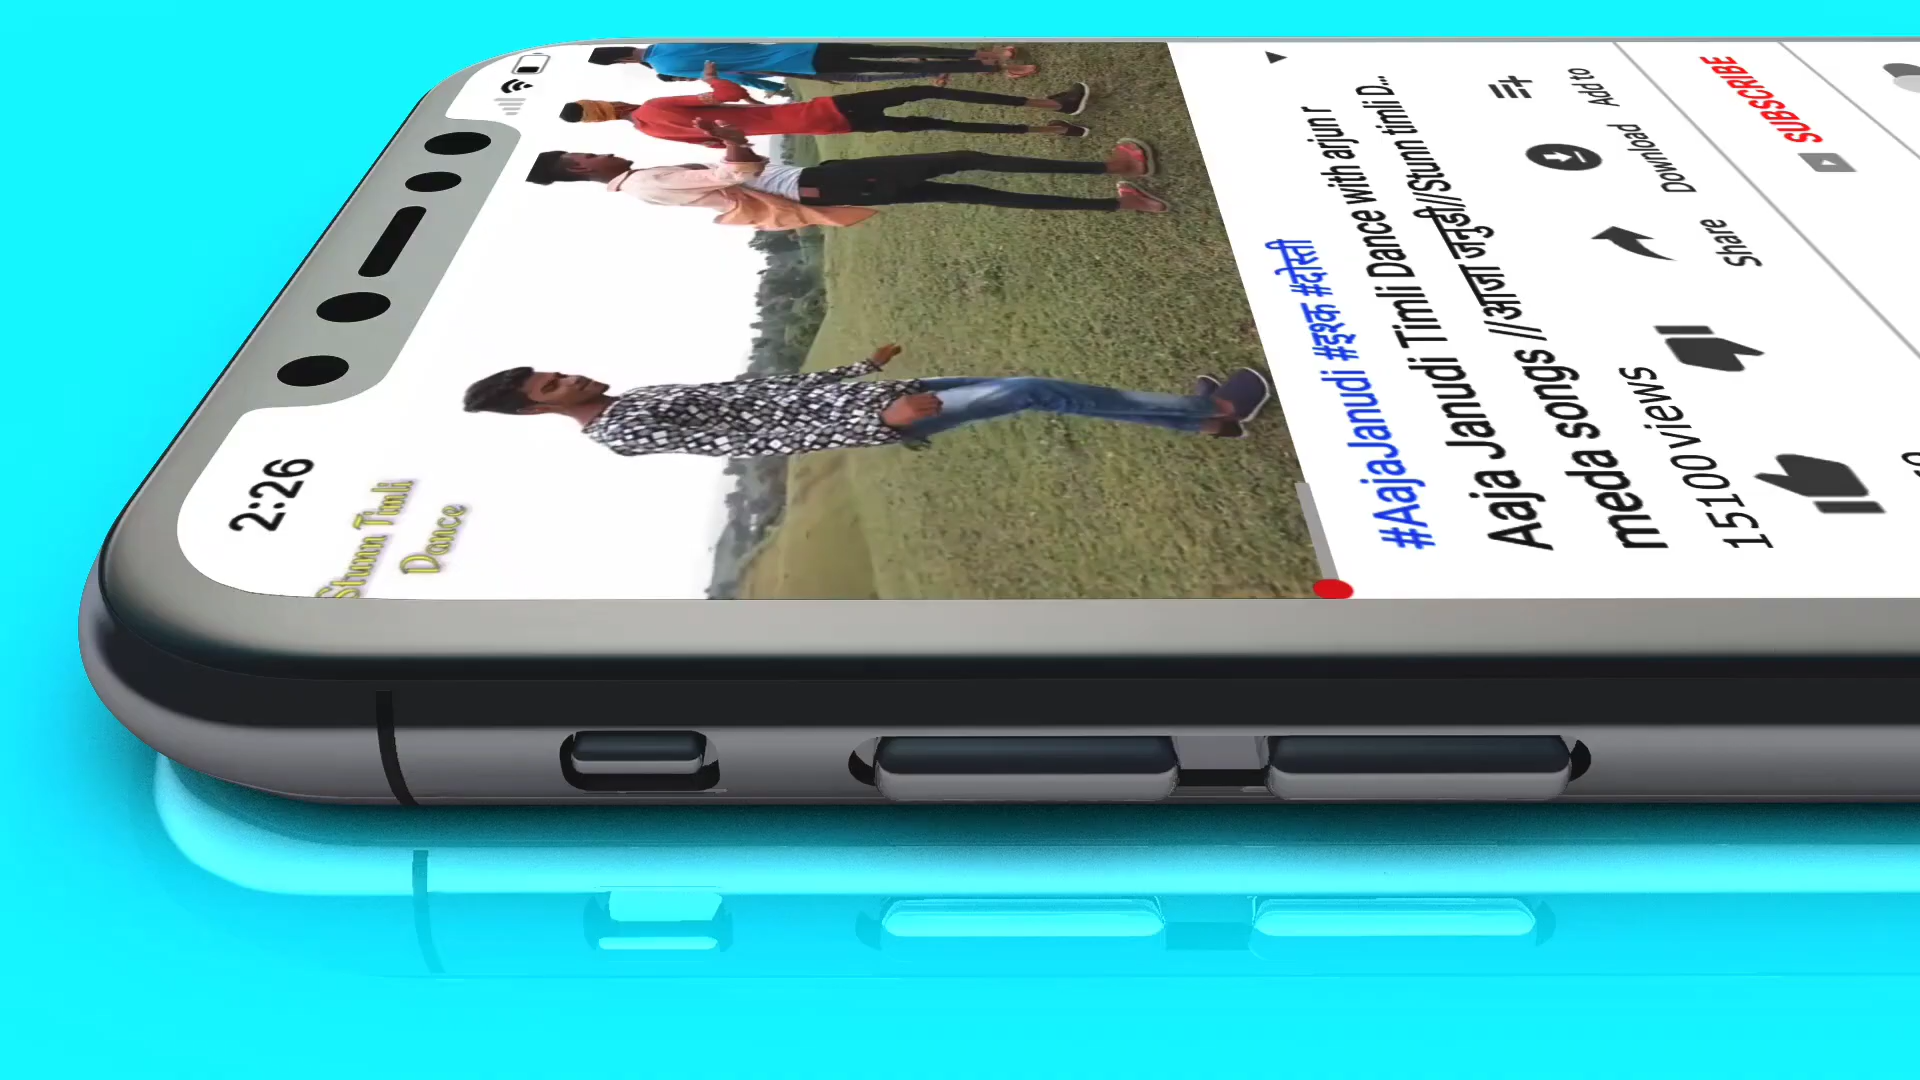 2:26
Stunn Timli
Dance
#AajaJanudi #इश्क #दोस्ती
Aaja Janudi Timli Dance with arjun r
meda songs //आजा जनुडी//Stunn timli D...
15100 views
Share
Download
Add to
SUBSCRIBE